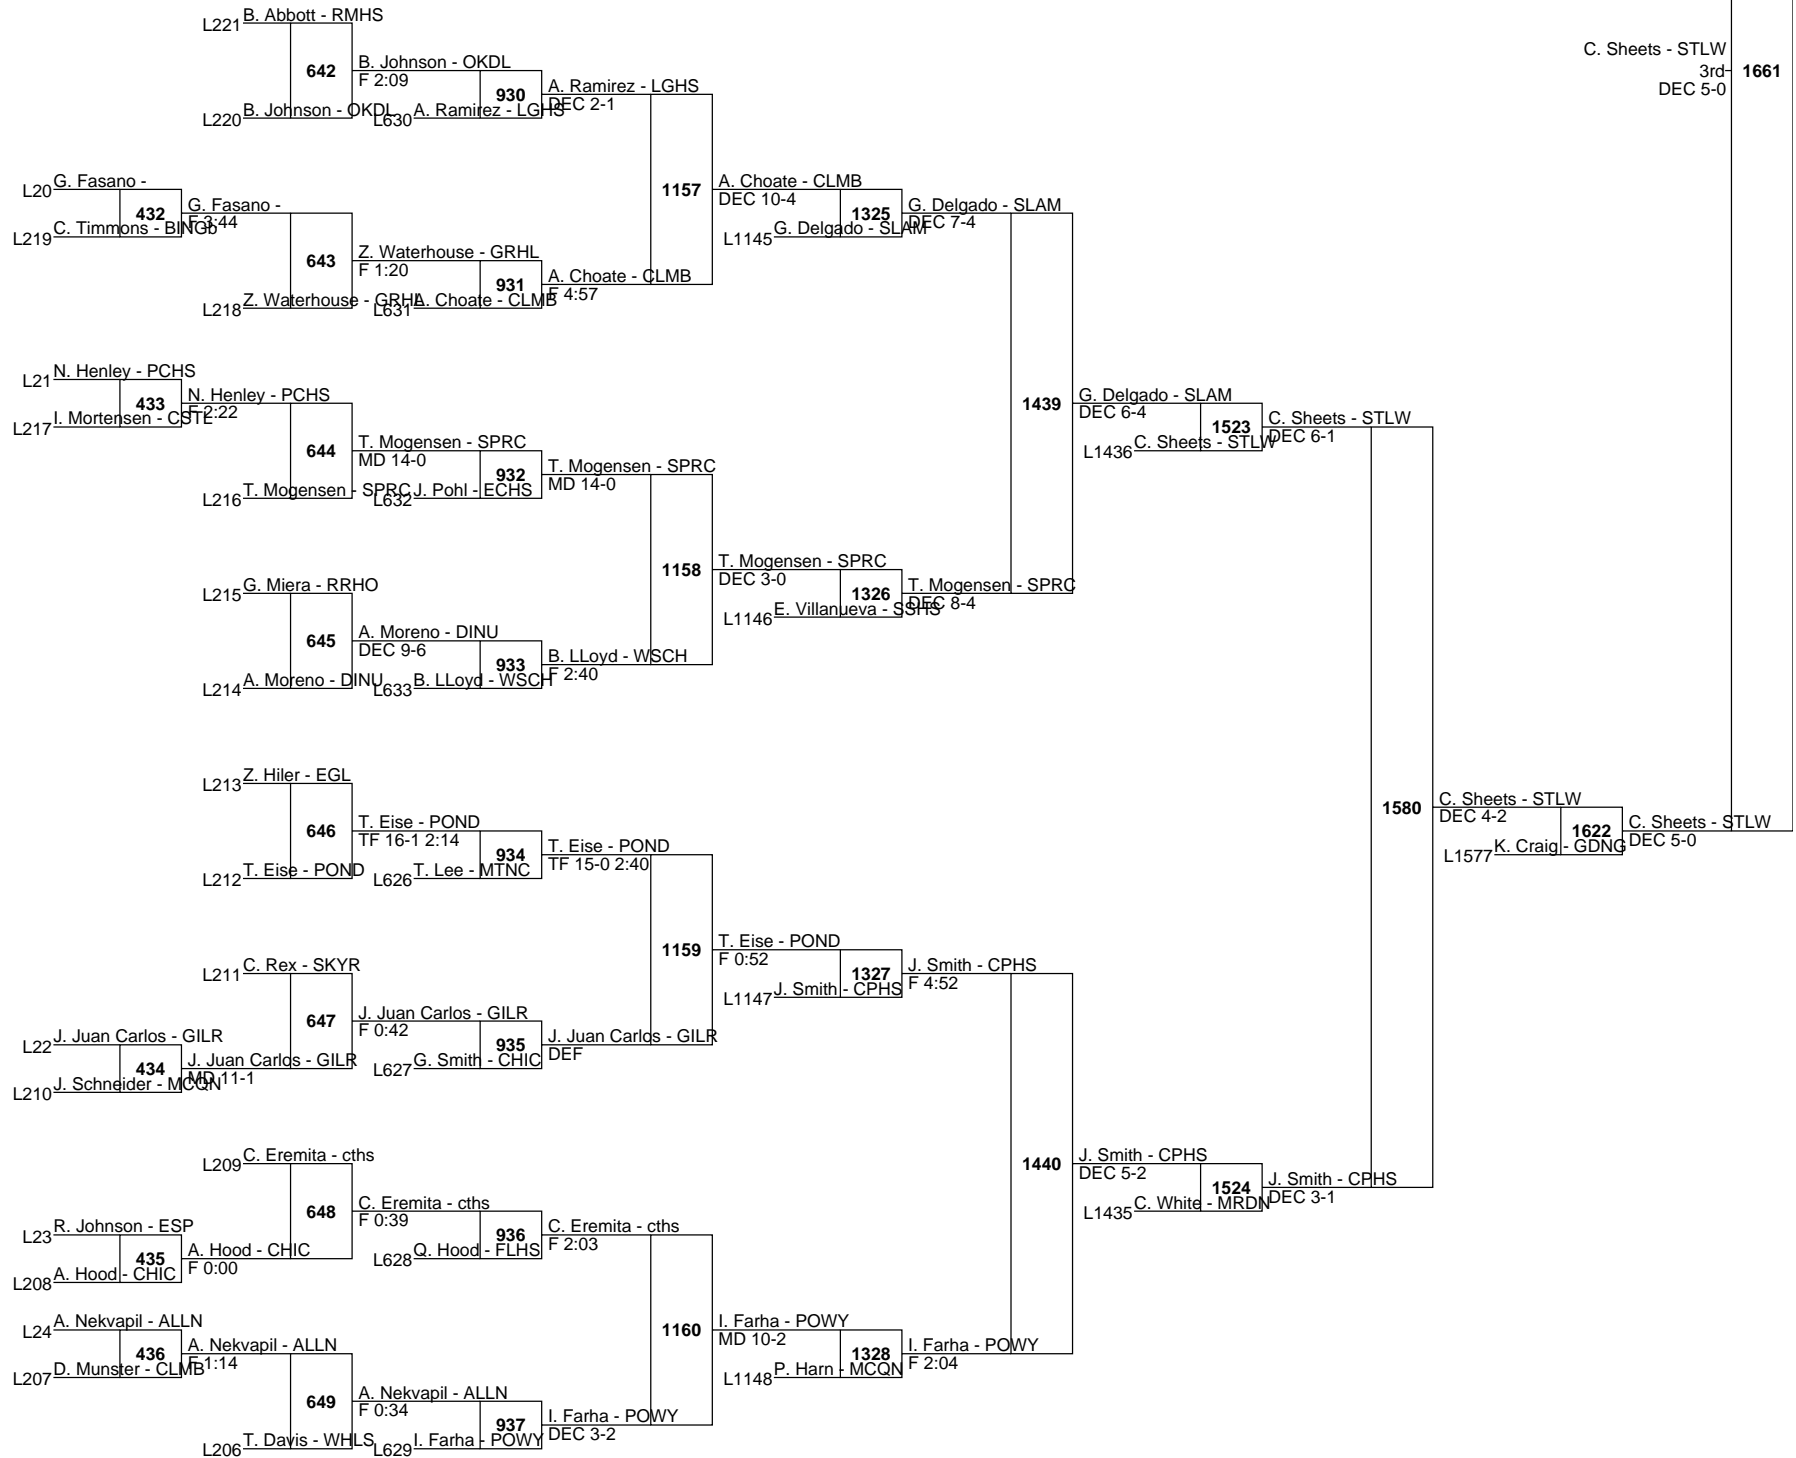 L221 B. Abbott - RMHS
642
B. Johnson - OKDL
F 2:09
L220 B. Johnson - OKDL
930
L630 A. Ramirez - LGHS
A. Ramirez - LGHS
DEC 2-1
C. Sheets - STLW
3rd
DEC 5-0
1661
L20 G. Fasano -
432
L219 C. Timmons - BINGb
G. Fasano -
F 3:44
643
L218 Z. Waterhouse - GRHL
Z. Waterhouse - GRHL
F 1:20
931
L631 A. Choate - CLMB
A. Choate - CLMB
F 4:57
1157
A. Choate - CLMB
DEC 10-4
1325
L1145 G. Delgado - SLAM
G. Delgado - SLAM
DEC 7-4
L21 N. Henley - PCHS
433
L217 I. Mortensen - CSTL
N. Henley - PCHS
F 2:22
644
L216 T. Mogensen - SPRC
T. Mogensen - SPRC
MD 14-0
932
L632 J. Pohl - ECHS
T. Mogensen - SPRC
MD 14-0
1439
G. Delgado - SLAM
DEC 6-4
1523
L1436 C. Sheets - STLW
C. Sheets - STLW
DEC 6-1
L215 G. Miera - RRHO
645
L214 A. Moreno - DINU
A. Moreno - DINU
DEC 9-6
933
L633 B. LLoyd - WSCH
B. LLoyd - WSCH
F 2:40
1158
T. Mogensen - SPRC
DEC 3-0
1326
L1146 E. Villanueva - SSHS
T. Mogensen - SPRC
DEC 8-4
L213 Z. Hiler - EGL
646
L212 T. Eise - POND
T. Eise - POND
TF 16-1 2:14
934
L626 T. Lee - MTNC
T. Eise - POND
TF 15-0 2:40
1580
C. Sheets - STLW
DEC 4-2
1622
L1577 K. Craig - GDNG
C. Sheets - STLW
DEC 5-0
L211 C. Rex - SKYR
647
L22 J. Juan Carlos - GILR
434
L210 J. Schneider - MCQN
J. Juan Carlos - GILR
MD 11-1
J. Juan Carlos - GILR
F 0:42
935
L627 G. Smith - CHIC
J. Juan Carlos - GILR
DEF
1159
T. Eise - POND
F 0:52
1327
L1147 J. Smith - CPHS
J. Smith - CPHS
F 4:52
L209 C. Eremita - cths
648
L23 R. Johnson - ESP
435
L208 A. Hood - CHIC
A. Hood - CHIC
F 0:00
C. Eremita - cths
F 0:39
936
L628 Q. Hood - FLHS
C. Eremita - cths
F 2:03
1440
J. Smith - CPHS
DEC 5-2
1524
L1435 C. White - MRDN
J. Smith - CPHS
DEC 3-1
L24 A. Nekvapil - ALLN
436
L207 D. Munster - CLMB
A. Nekvapil - ALLN
F 1:14
649
L206 T. Davis - WHLS
A. Nekvapil - ALLN
F 0:34
937
L629 I. Farha - POWY
I. Farha - POWY
DEC 3-2
1160
I. Farha - POWY
MD 10-2
1328
L1148 P. Harn - MCQN
I. Farha - POWY
F 2:04